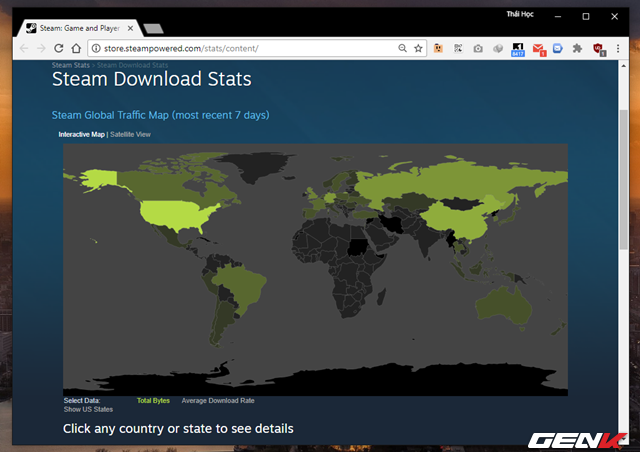 Thái Học
Steam: Game and Player
store.steampowered.com/stats/content/
Steam Stats > Steam Download Stats
Steam Download Stats
Steam Global Traffic Map (most recent 7 days)
Interactive Map | Satellite View
Select Data: Total Bytes Average Download Rate
Show US States
Click any country or state to see details
GENK